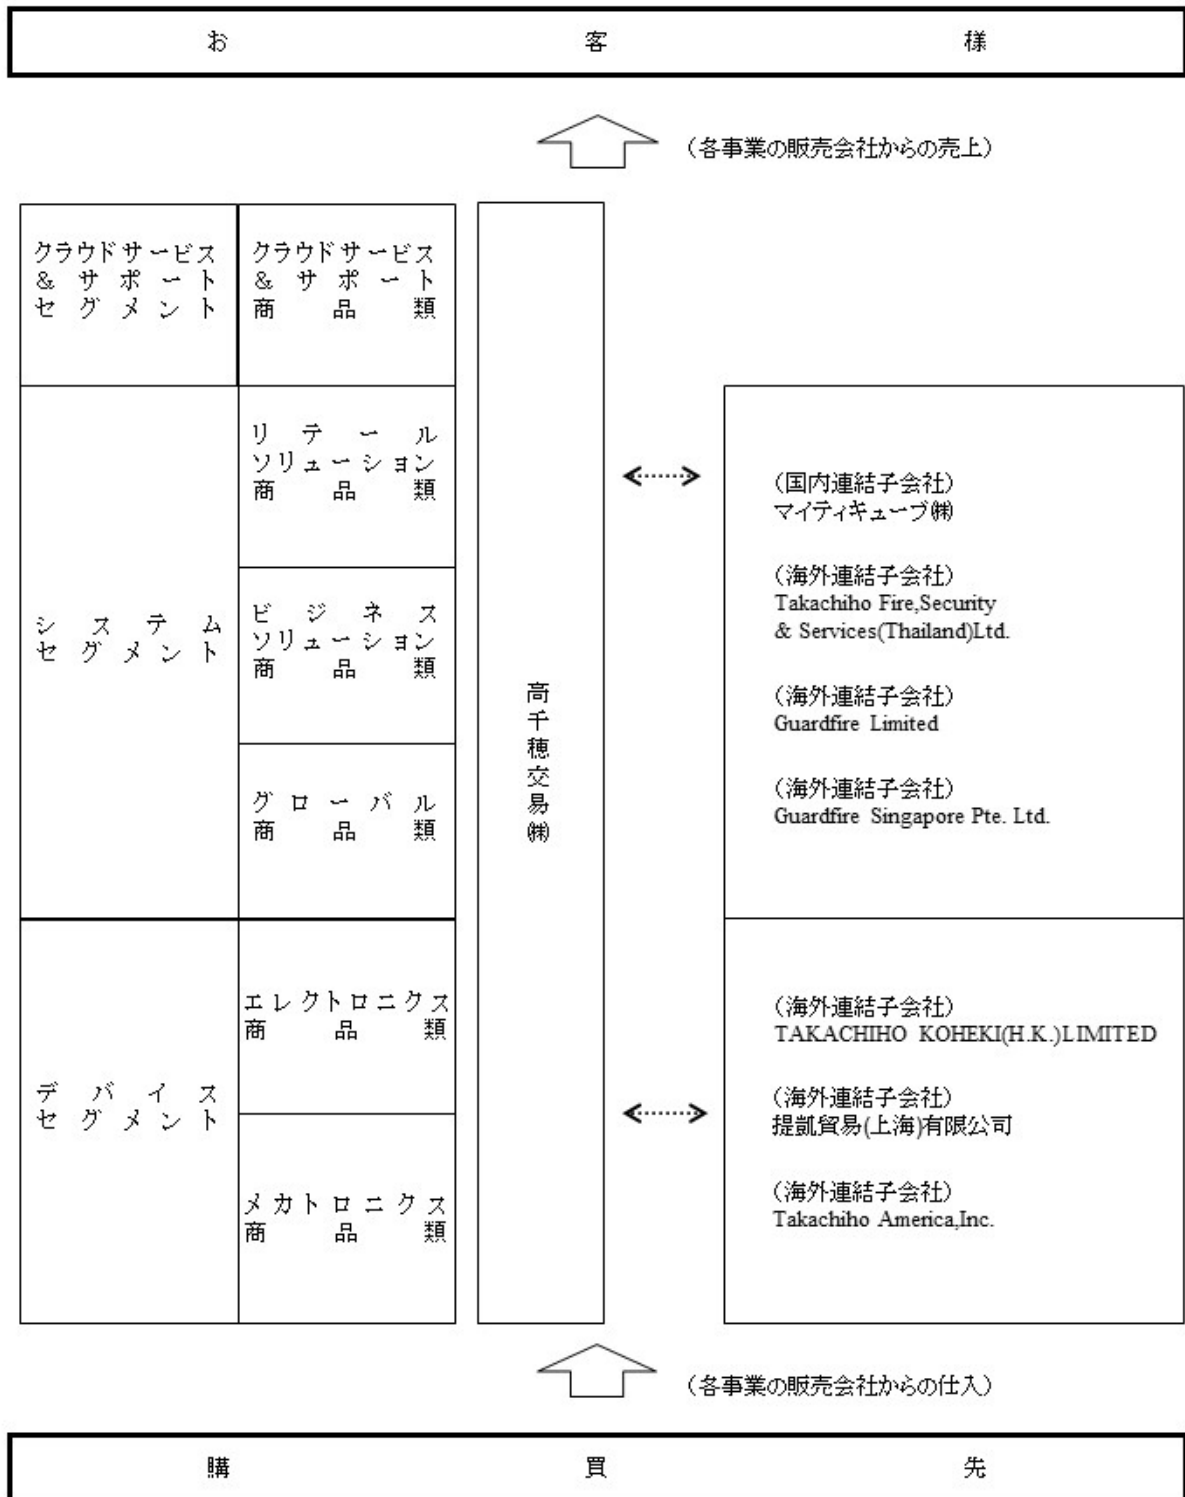 お客様
（各事業の販売会社からの売上）
クラウドサービス
＆サポート
セグメント
クラウドサービス
＆サポート
商品類
システム
セグメント
リテール
ソリューション
商品類
ビジネス
ソリューション
商品類
グローバル
商品類
デバイス
セグメント
エレクトロニクス
商品類
メカトロニクス
商品類
高千穂交易㈱
（国内連結子会社）
マイティキューブ㈱
（海外連結子会社）
Takachiho Fire,Security
& Services(Thailand)Ltd.
（海外連結子会社）
Guardfire Limited
（海外連結子会社）
Guardfire Singapore Pte. Ltd.
（海外連結子会社）
TAKACHIHO KOHEKI(H.K.)LIMITED
（海外連結子会社）
提凱貿易(上海)有限公司
（海外連結子会社）
Takachiho America,Inc.
（各事業の販売会社からの仕入）
購買先